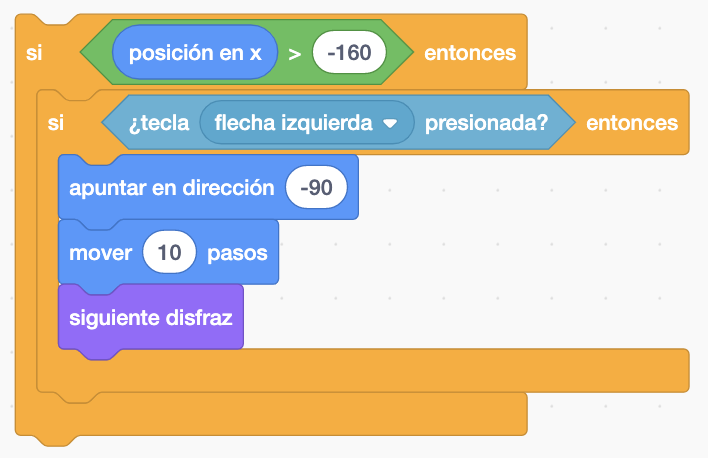 si posición en x > -160 entonces
si ¿tecla flecha izquierda presionada? entonces
apuntar en dirección -90
mover 10 pasos
siguiente disfraz